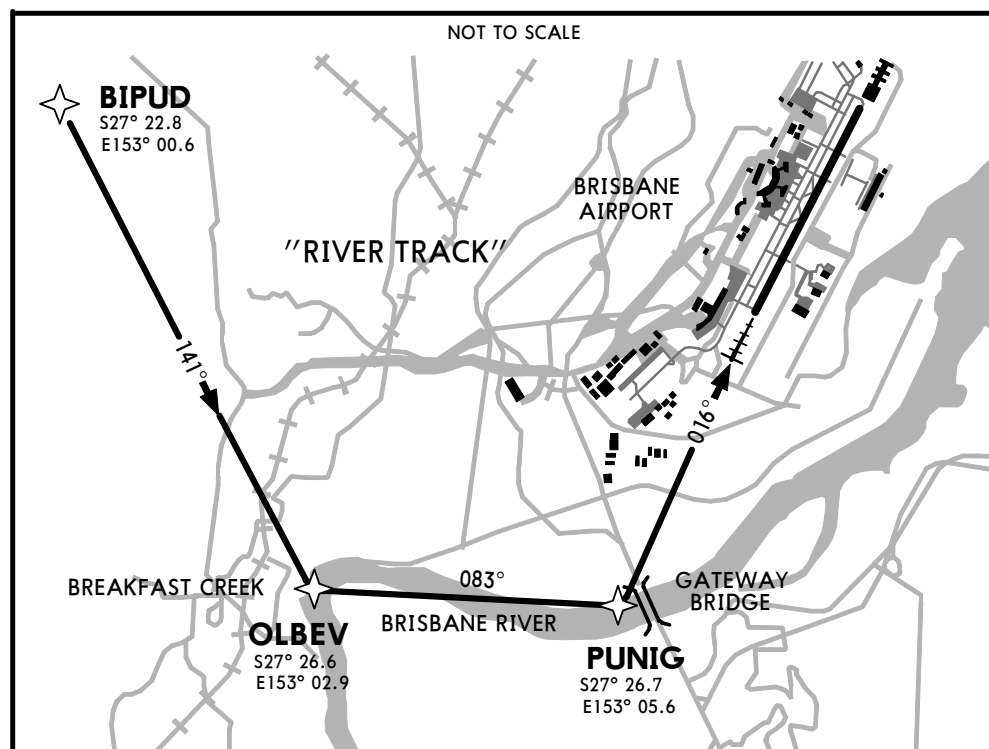 NOT TO SCALE
BIPUD
S27° 22.8
E153° 00.6
BRISBANE
AIRPORT
"RIVER TRACK"
141°
016°
083°
BREAKFAST CREEK
GATEWAY
BRIDGE
BRISBANE RIVER
OLBEV
S27° 26.6
E153° 02.9
PUNIG
S27° 26.7
E153° 05.6